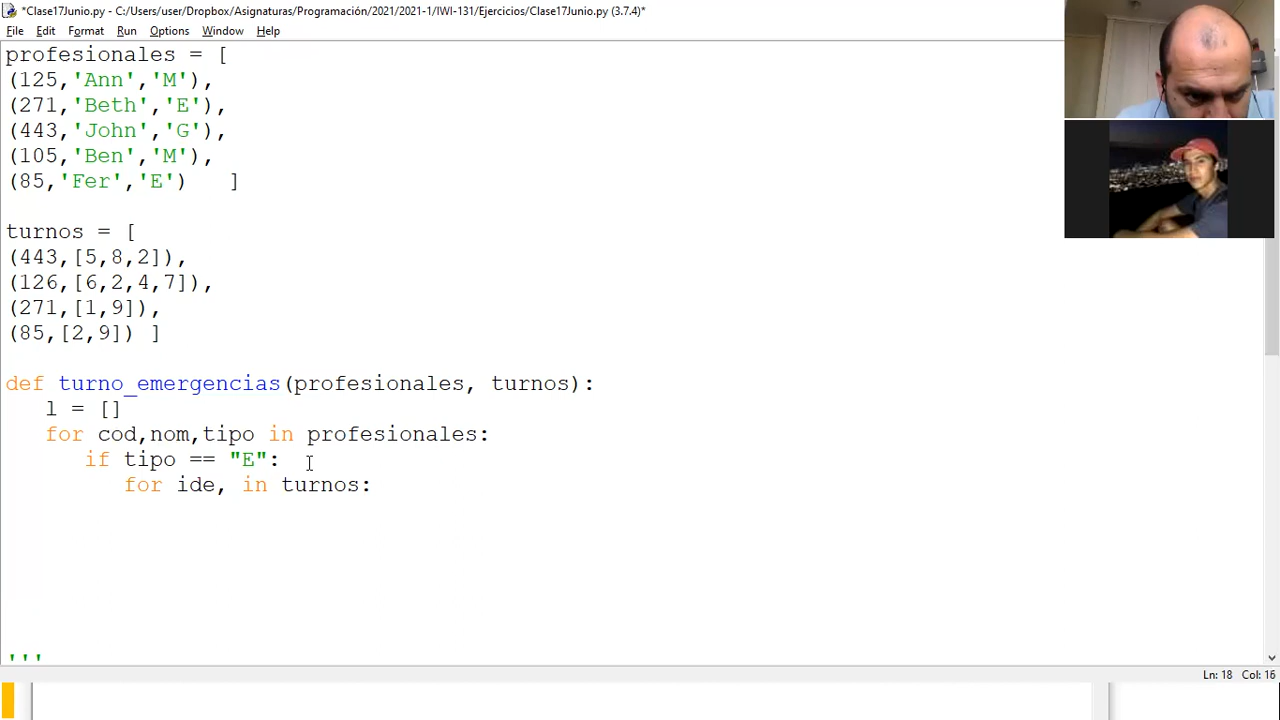 *Clase17Junio.py - C:/Users/user/Dropbox/Asignaturas/Programación/2021/2021-1/IWI-131/Ejercicios/Clase17Junio.py (3.7.4)*
File Edit Format Run Options Window Help
profesionales = [
(125,'Ann','M'),
(271,'Beth','E'),
(443,'John','G'),
(105,'Ben','M'),
(85,'Fer','E')   ]
turnos = [
(443,[5,8,2]),
(126,[6,2,4,7]),
(271,[1,9]),
(85,[2,9]) ]
def turno_emergencias(profesionales, turnos):
   l = []
   for cod,nom,tipo in profesionales:
      if tipo == "E":
         for ide, in turnos:
'''
Ln: 18 Col: 16